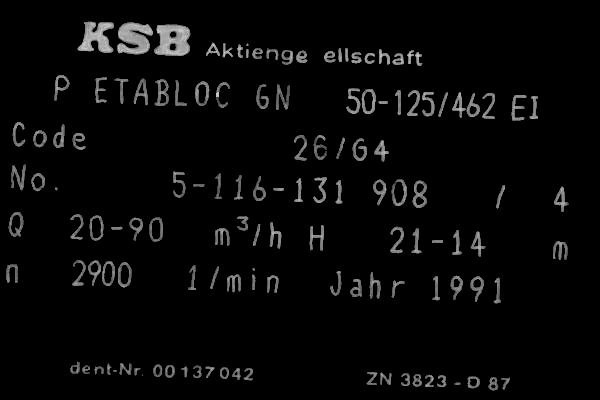 KSB Aktienge ellschaft
P ETABLOC GN 50-125/462 EI
Code 26/G4
No. 5-116-131 908 / 4
Q 20-90 m³/h H 21-14 m
n 2900 1/min Jahr 1991
dent-Nr. 00137042 ZN 3823 - D 87